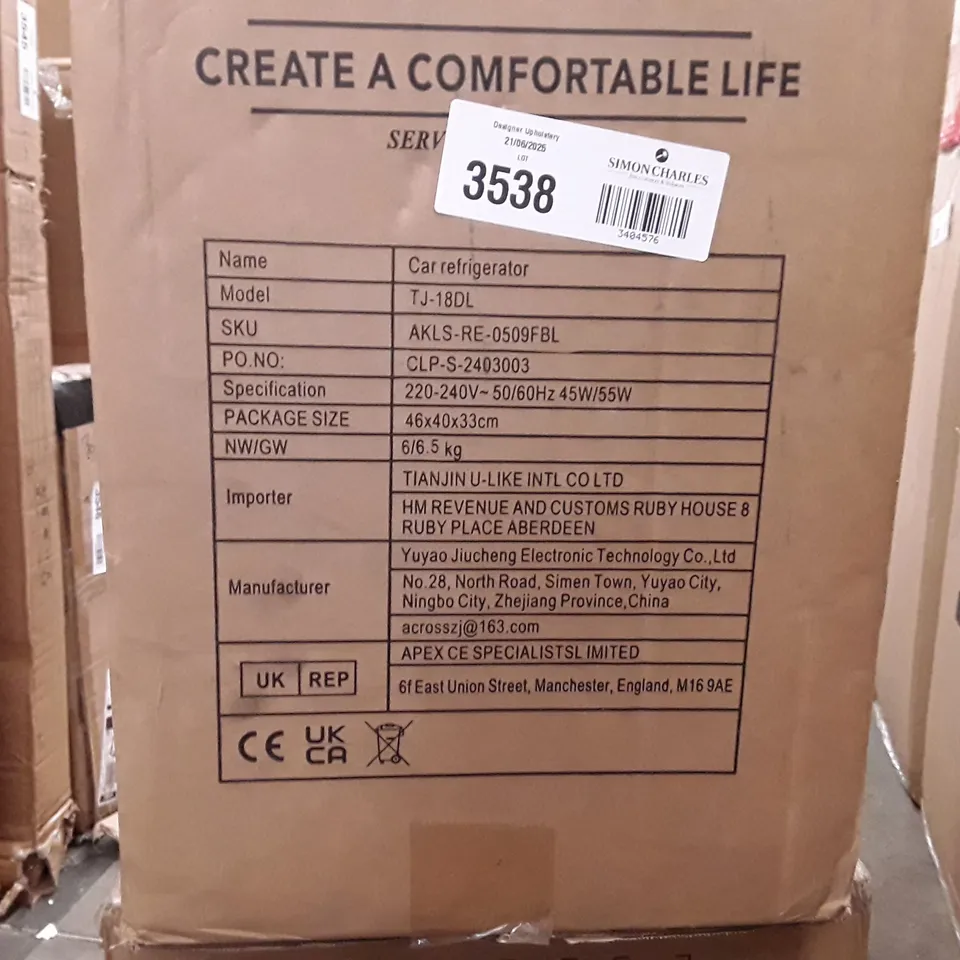 CREATE A COMFORTABLE LIFE
SERV
Designer Upholstery
21/06/2025
LOT
3538
SIMON CHARLES
3404576
Name Car refrigerator
Model TJ-18DL
SKU AKLS-RE-0509FBL
PO.NO: CLP-S-2403003
Specification 220-240V~ 50/60Hz 45W/55W
PACKAGE SIZE 46x40x33cm
NW/GW 6/6.5 kg
Importer
TIANJIN U-LIKE INTL CO LTD
HM REVENUE AND CUSTOMS RUBY HOUSE 8
RUBY PLACE ABERDEEN
Manufacturer
Yuyao Jiucheng Electronic Technology Co.,Ltd
No.28, North Road, Simen Town, Yuyao City,
Ningbo City, Zhejiang Province,China
acrosszj@163.com
UK REP
APEX CE SPECIALISTSL IMITED
6f East Union Street, Manchester, England, M16 9AE
CE UK
CA
3545
3546